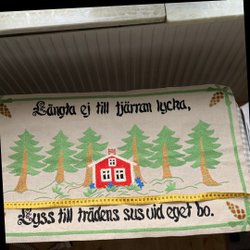 Längta ej till fjärran lycka,
Lyss till trädens sus vid eget bo.